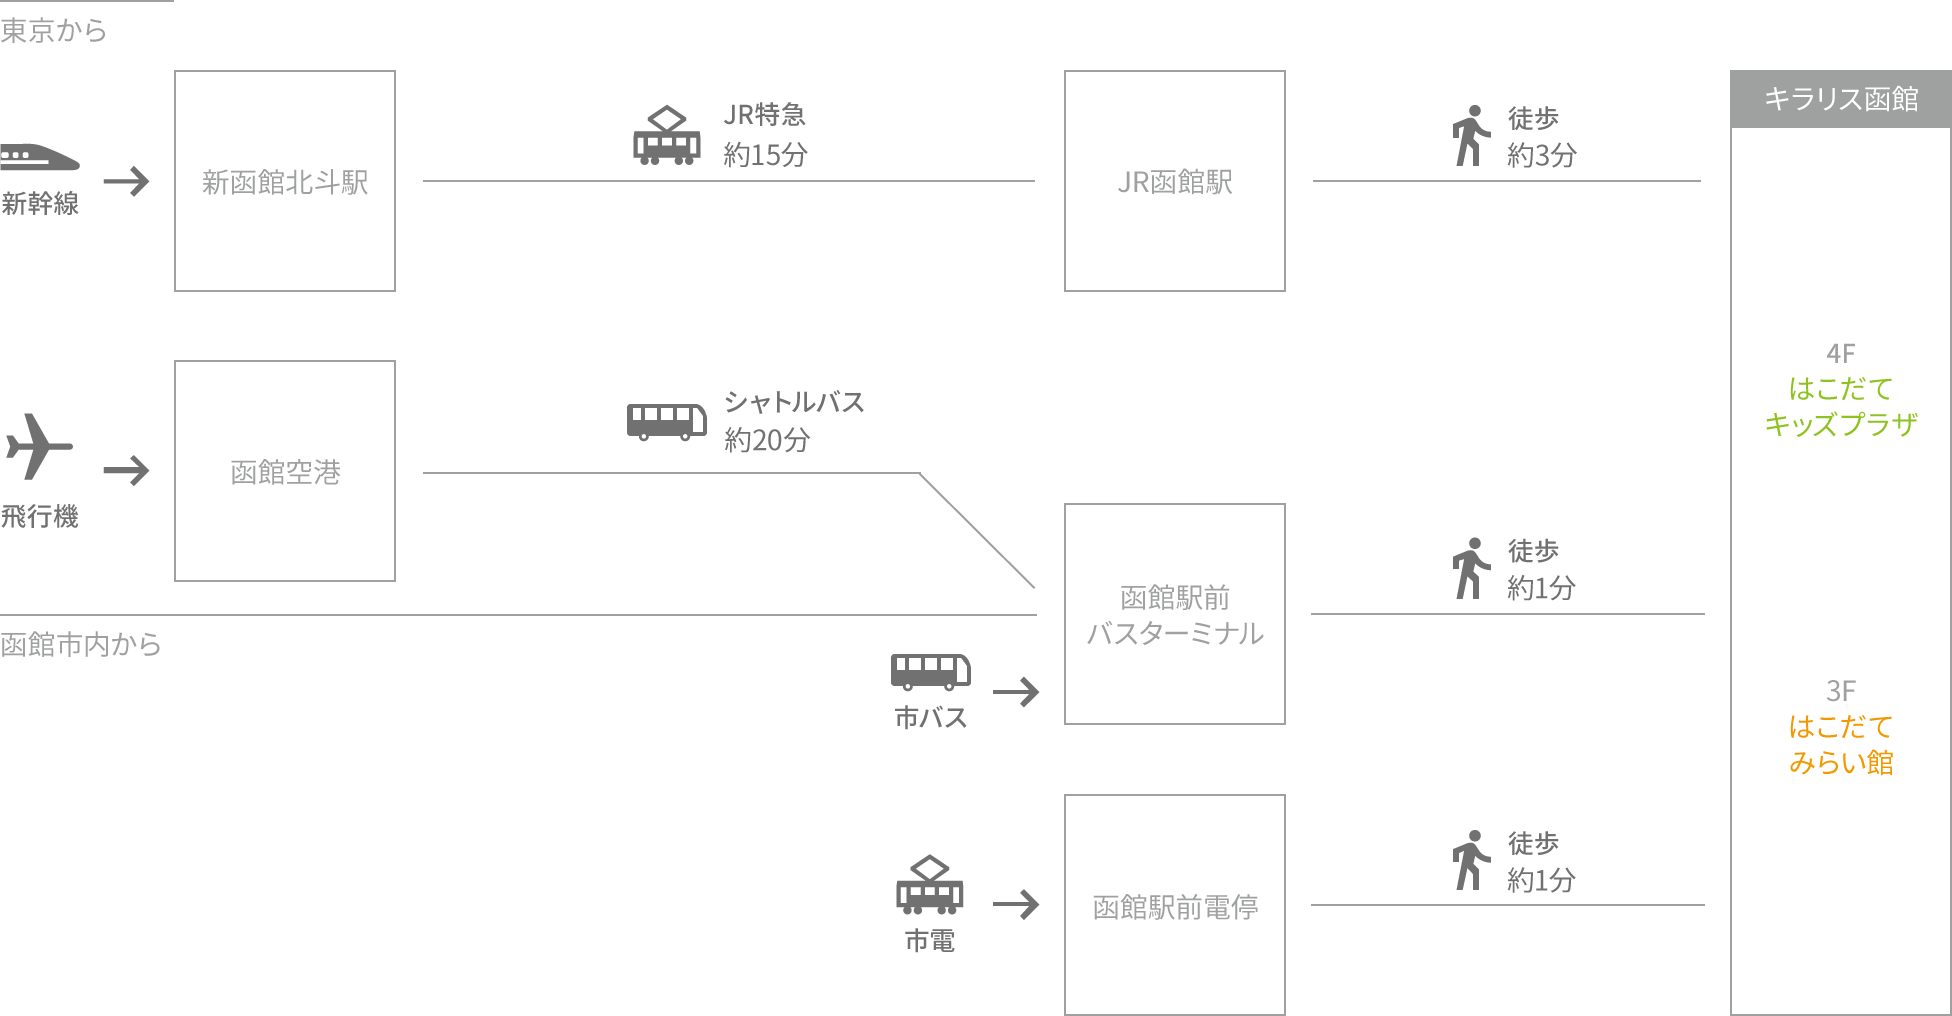 東京から
新幹線
新函館北斗駅
JR特急
約15分
JR函館駅
徒歩
約3分
キラリス函館
飛行機
函館空港
シャトルバス
約20分
函館市内から
市バス
函館駅前
バスターミナル
徒歩
約1分
市電
函館駅前電停
徒歩
約1分
4F
はこだて
キッズプラザ
3F
はこだて
みらい館